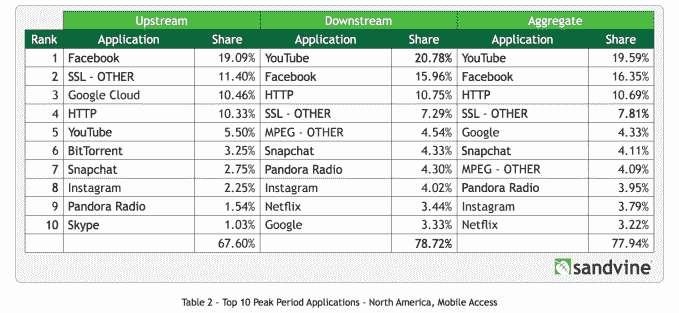 Upstream Downstream Aggregate
Rank Application Share Application Share Application Share
1 Facebook 19.09% YouTube 20.78% YouTube 19.59%
2 SSL - OTHER 11.40% Facebook 15.96% Facebook 16.35%
3 Google Cloud 10.46% HTTP 10.75% HTTP 10.69%
4 HTTP 10.33% SSL - OTHER 7.29% SSL - OTHER 7.81%
5 YouTube 5.50% MPEG - OTHER 4.54% Google 4.33%
6 BitTorrent 3.25% Snapchat 4.33% Snapchat 4.11%
7 Snapchat 2.75% Pandora Radio 4.30% MPEG - OTHER 4.09%
8 Instagram 2.25% Instagram 4.02% Pandora Radio 3.95%
9 Pandora Radio 1.54% Netflix 3.44% Instagram 3.79%
10 Skype 1.03% Google 3.33% Netflix 3.22%
67.60% 78.72% 77.94%
sandvine
Table 2 - Top 10 Peak Period Applications - North America, Mobile Access